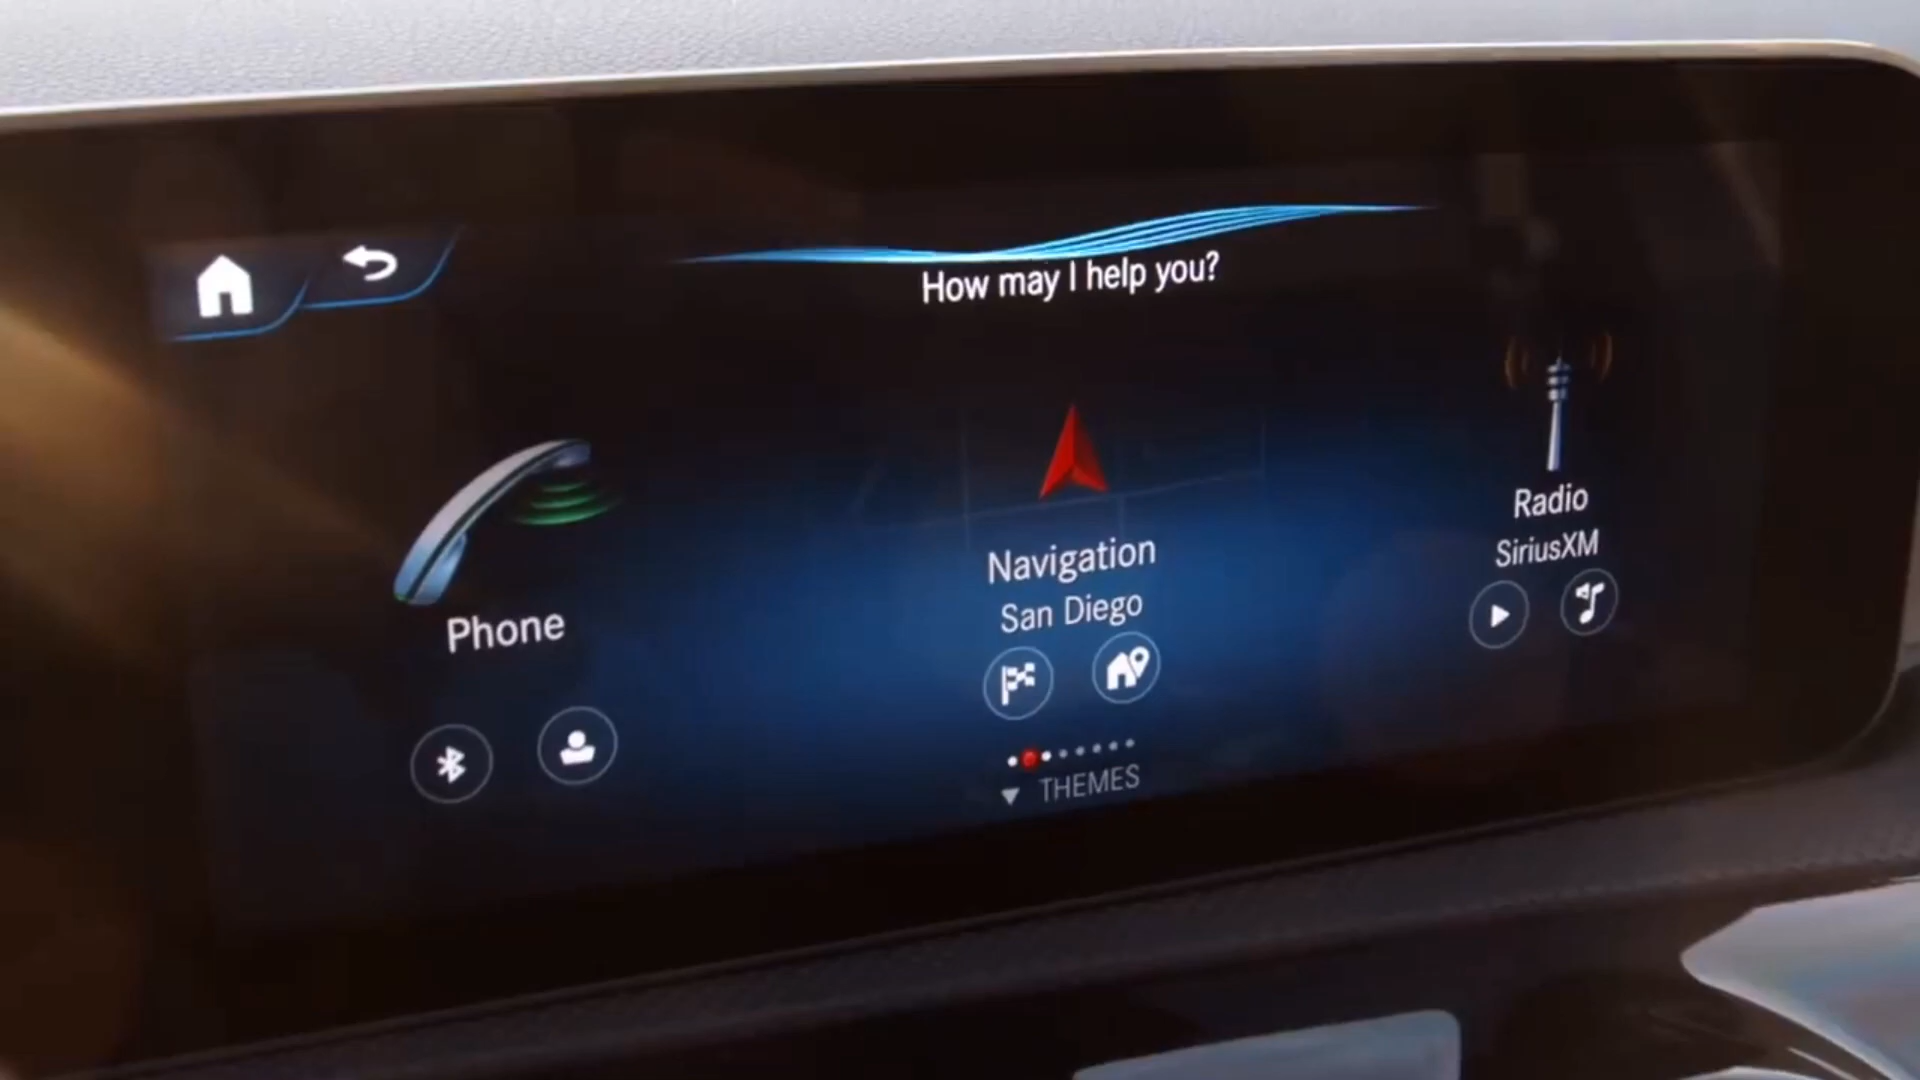 How may I help you?
Phone
Navigation
San Diego
Radio
SiriusXM
THEMES